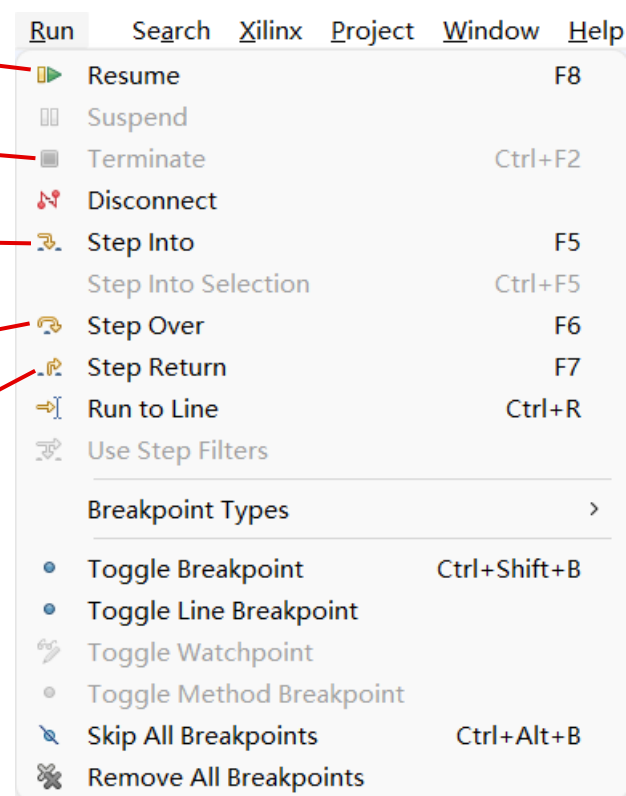 Run Search Xilinx Project Window Help
Resume F8
Suspend
Terminate Ctrl+F2
Disconnect
Step Into F5
Step Into Selection Ctrl+F5
Step Over F6
Step Return F7
Run to Line Ctrl+R
Use Step Filters
Breakpoint Types
Toggle Breakpoint Ctrl+Shift+B
Toggle Line Breakpoint
Toggle Watchpoint
Toggle Method Breakpoint
Skip All Breakpoints Ctrl+Alt+B
Remove All Breakpoints